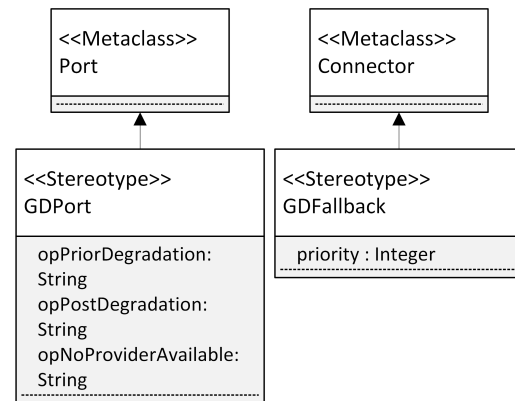 <<Metaclass>>
Port
<<Metaclass>>
Connector
<<Stereotype>>
GDPort
opPriorDegradation:
String
opPostDegradation:
String
opNoProviderAvailable:
String
<<Stereotype>>
GDFallback
priority : Integer